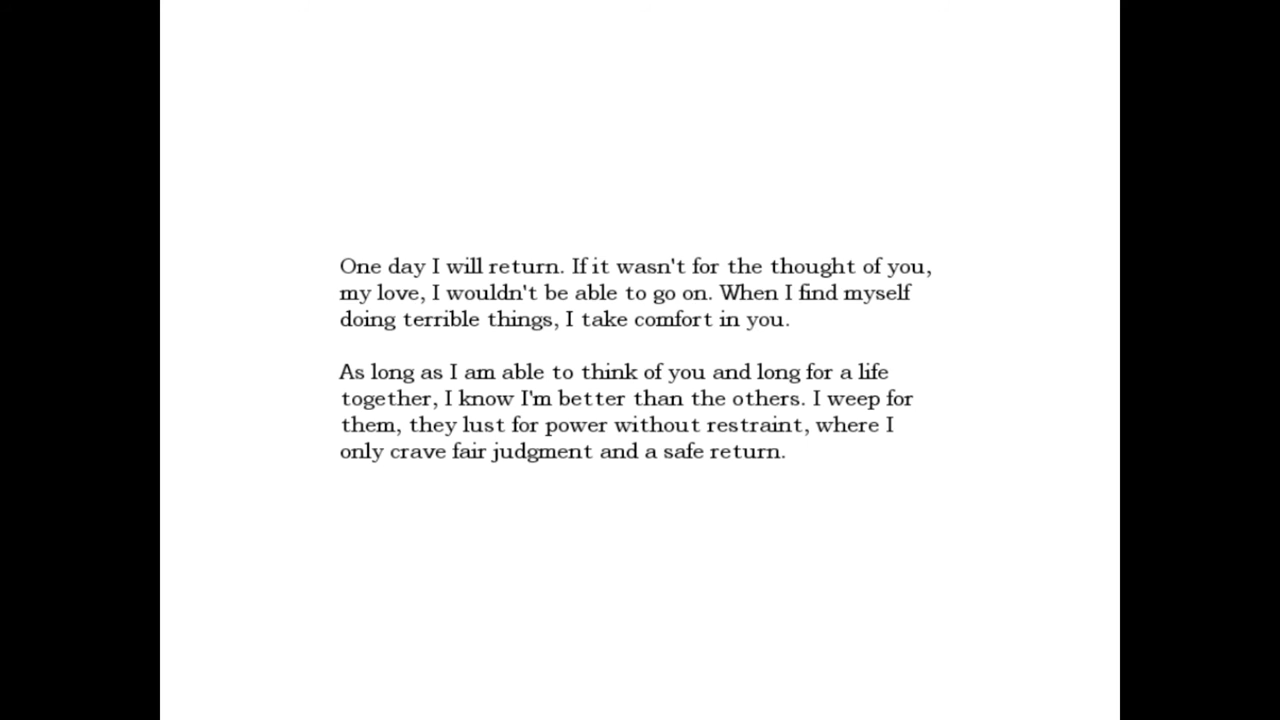 One day I will return. If it wasn't for the thought of you,
my love, I wouldn't be able to go on. When I find myself
doing terrible things, I take comfort in you.
As long as I am able to think of you and long for a life
together, I know I'm better than the others. I weep for
them, they lust for power without restraint, where I
only crave fair judgment and a safe return.